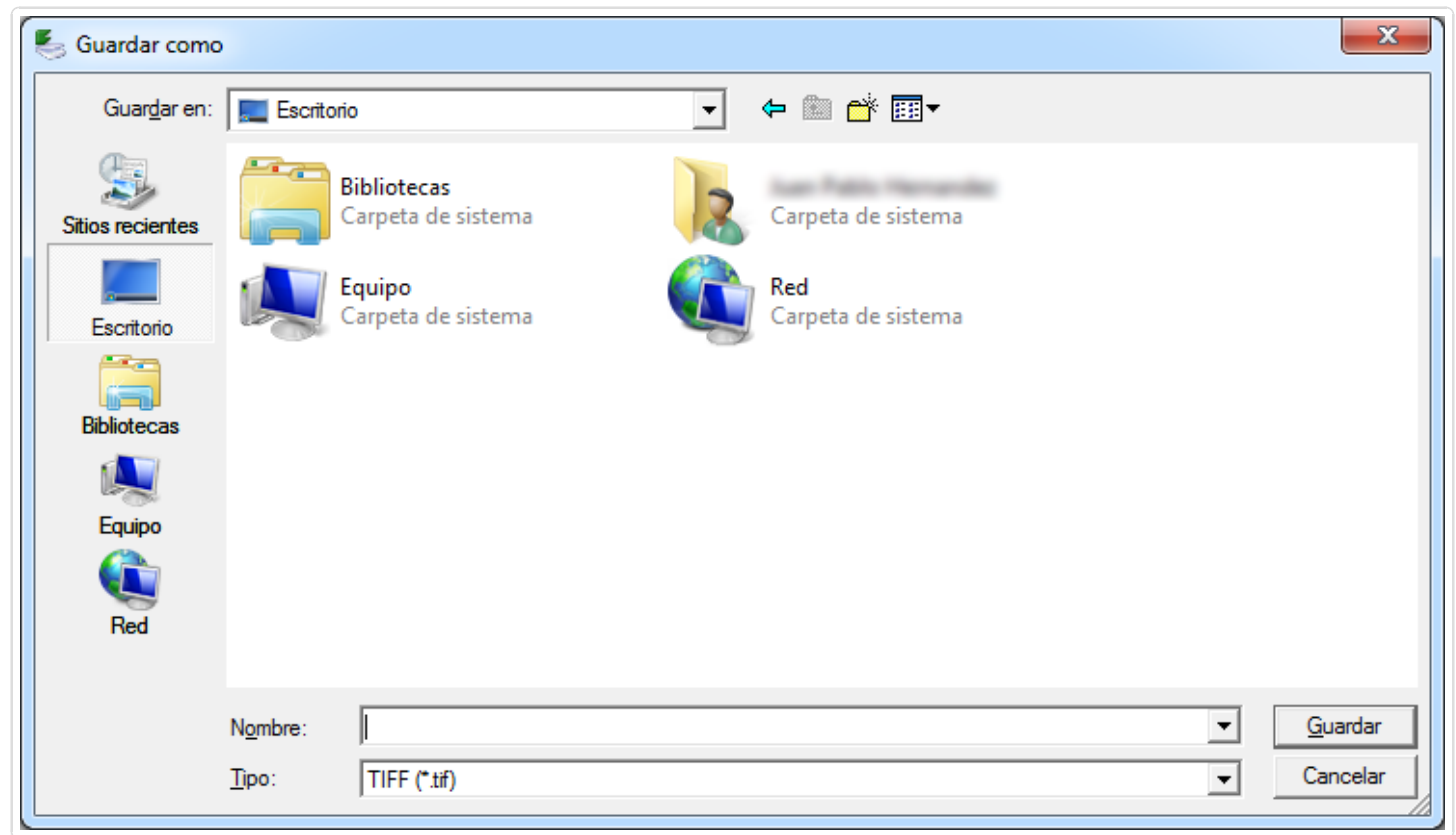 Guardar como
Guardar en:
Escritorio
Sitios recientes
Escritorio
Bibliotecas
Equipo
Red
Bibliotecas
Carpeta de sistema
Carpeta de sistema
Equipo
Carpeta de sistema
Red
Carpeta de sistema
Nombre:
Guardar
Tipo:
TIFF (*.tif)
Cancelar